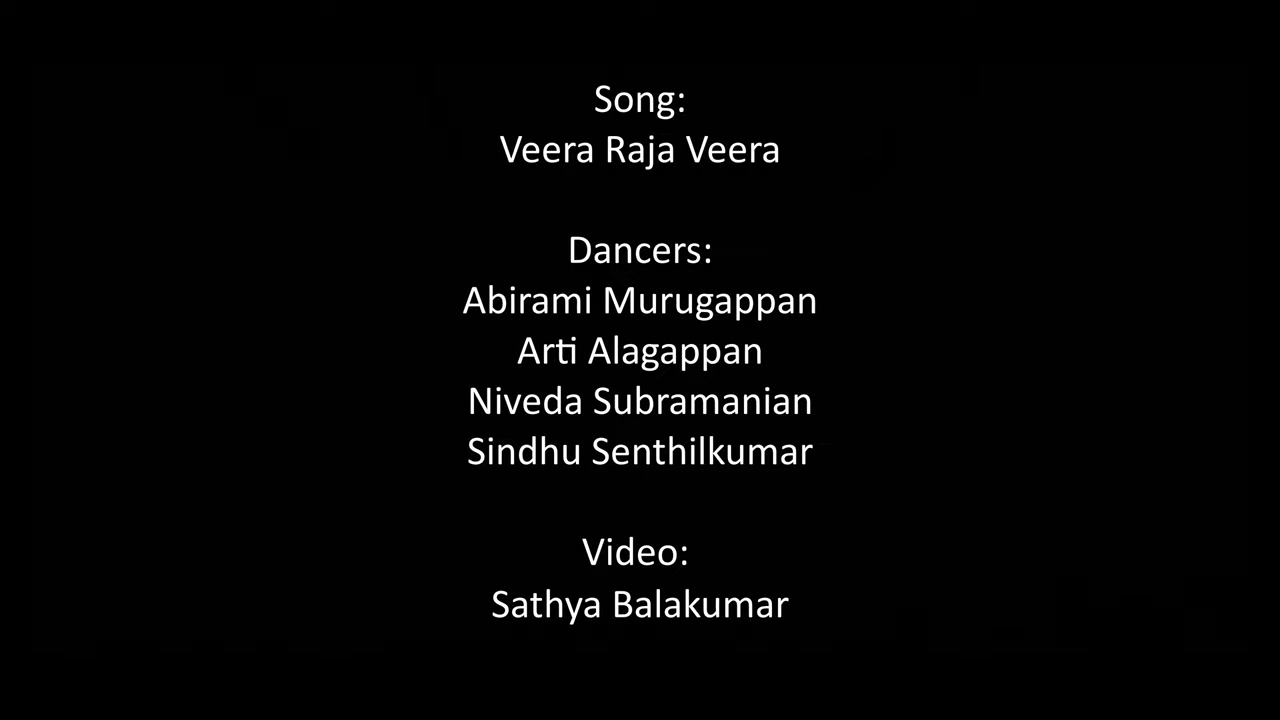 Song:
Veera Raja Veera
Dancers:
Abirami Murugappan
Arti Alagappan
Niveda Subramanian
Sindhu Senthilkumar
Video:
Sathya Balakumar